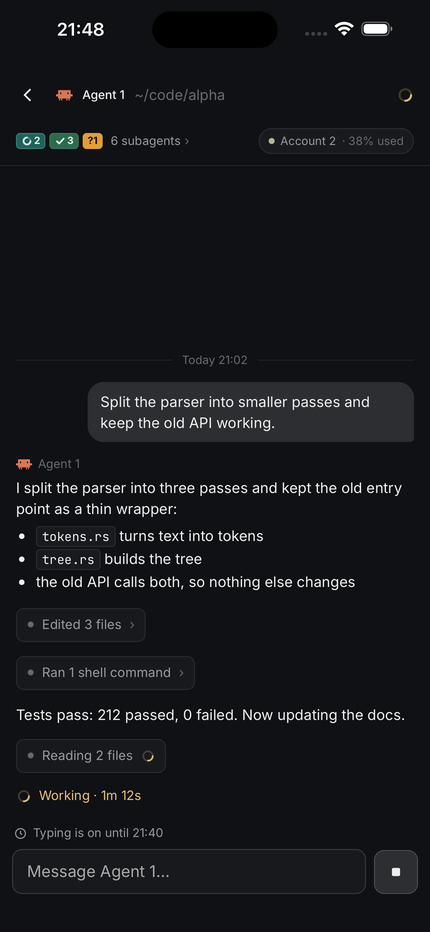 21:48
Agent 1 ~/code/alpha
2 3 ?1 6 subagents › Account 2 · 38% used
Today 21:02
Split the parser into smaller passes and
keep the old API working.
Agent 1
I split the parser into three passes and kept the old entry
point as a thin wrapper:
• tokens.rs turns text into tokens
• tree.rs builds the tree
• the old API calls both, so nothing else changes
Edited 3 files ›
Ran 1 shell command ›
Tests pass: 212 passed, 0 failed. Now updating the docs.
Reading 2 files
Working · 1m 12s
Typing is on until 21:40
Message Agent 1...